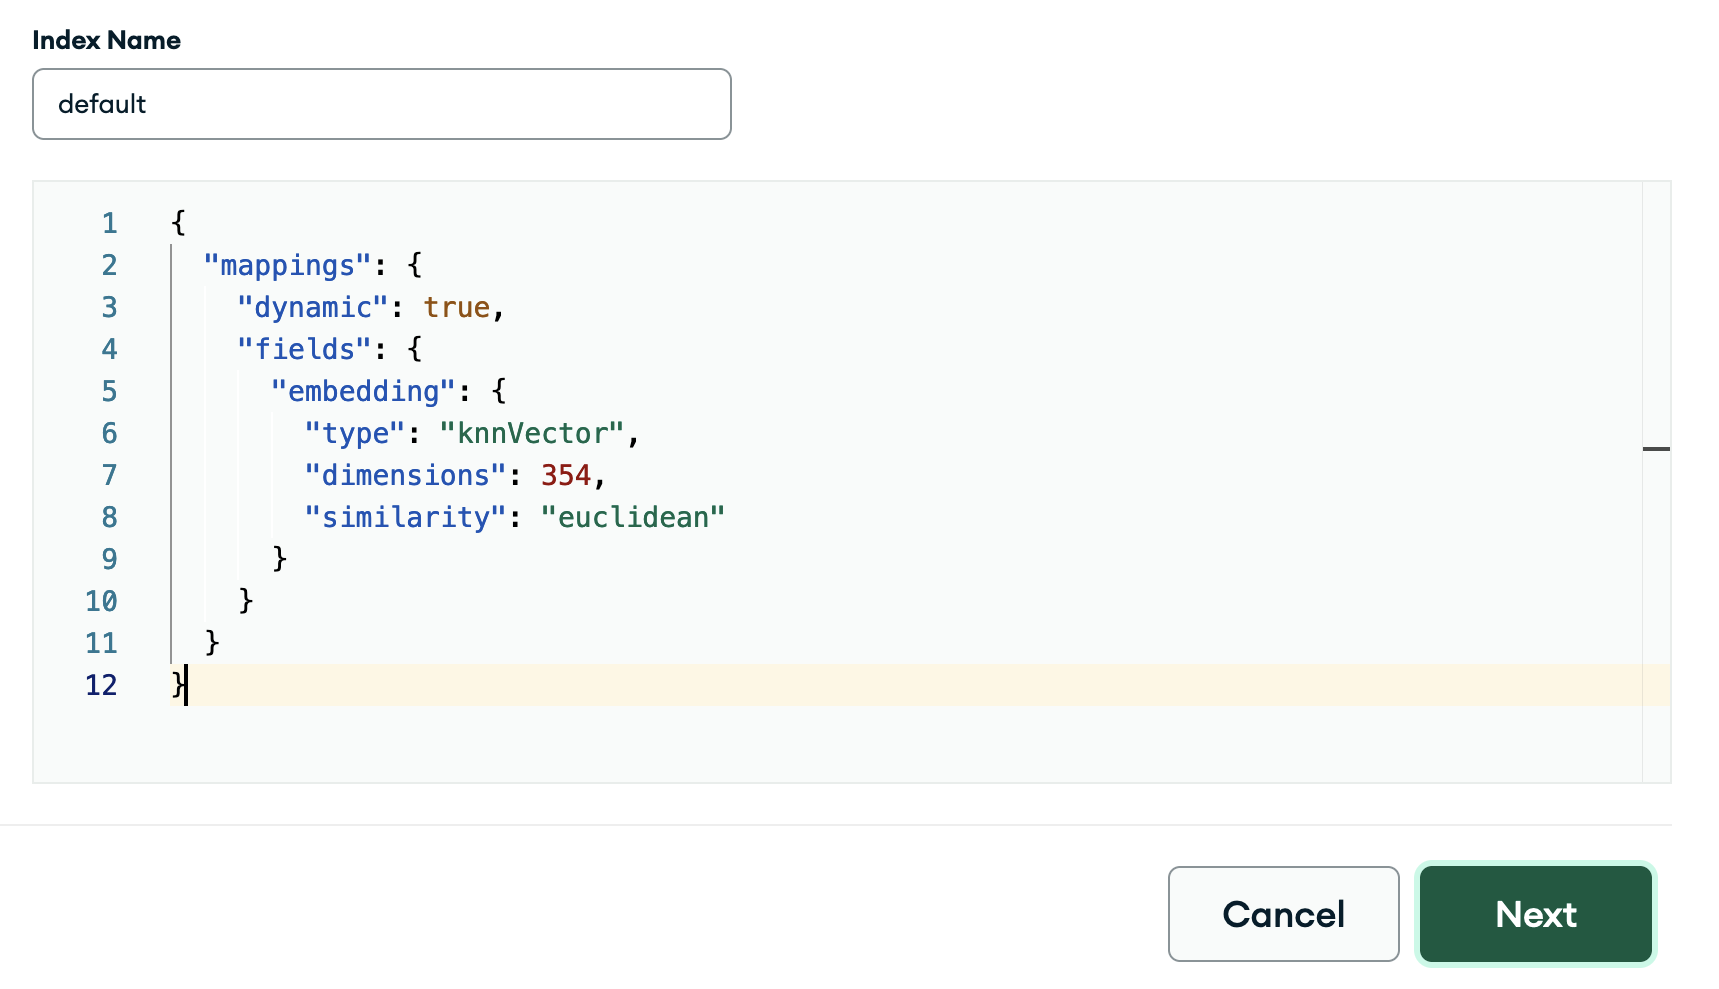 Index Name
default
1 {
2 "mappings": {
3 "dynamic": true,
4 "fields": {
5 "embedding": {
6 "type": "knnVector",
7 "dimensions": 354,
8 "similarity": "euclidean"
9 }
10 }
11 }
12 }
Cancel Next